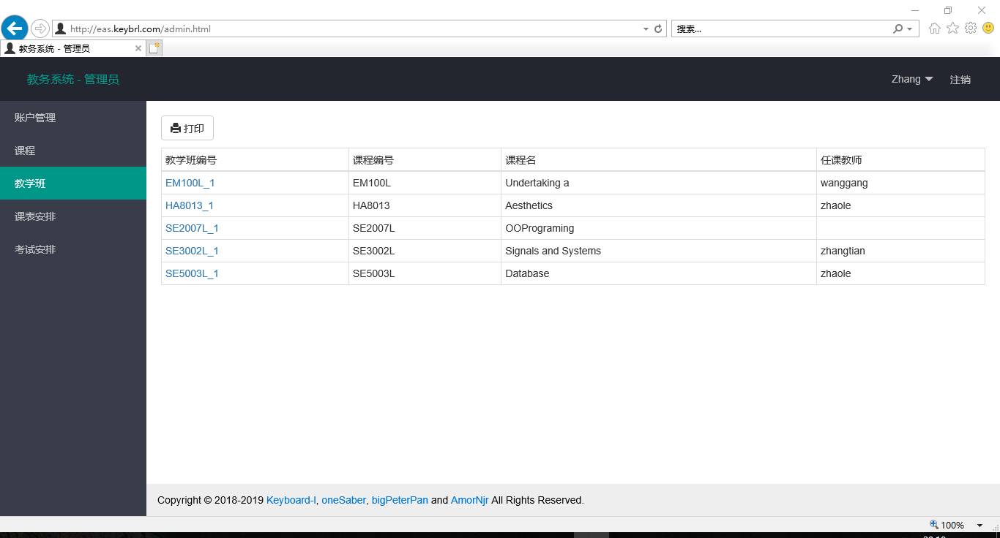 http://eas.keybrl.com/admin.html
搜索...
教务系统 - 管理员
教务系统 - 管理员
Zhang
注销
账户管理
课程
教学班
课表安排
考试安排
打印
教学班编号 课程编号 课程名 任课教师
EM100L_1 EM100L Undertaking a wanggang
HA8013_1 HA8013 Aesthetics zhaole
SE2007L_1 SE2007L OOPrograming
SE3002L_1 SE3002L Signals and Systems zhangtian
SE5003L_1 SE5003L Database zhaole
Copyright © 2018-2019 Keyboard-l, oneSaber, bigPeterPan and AmorNjr All Rights Reserved.
100%